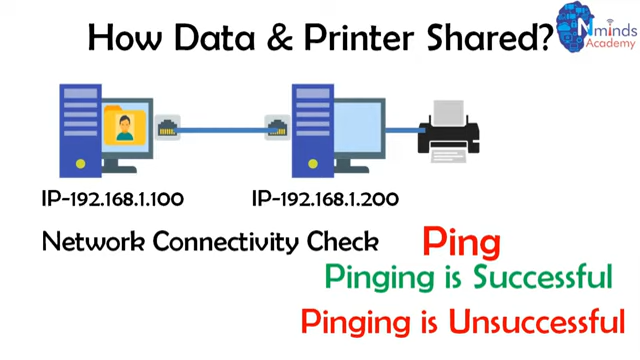 How Data & Printer Shared?
Nminds
Academy
IP-192.168.1.100
IP-192.168.1.200
Network Connectivity Check
Ping
Pinging is Successful
Pinging is Unsuccessful